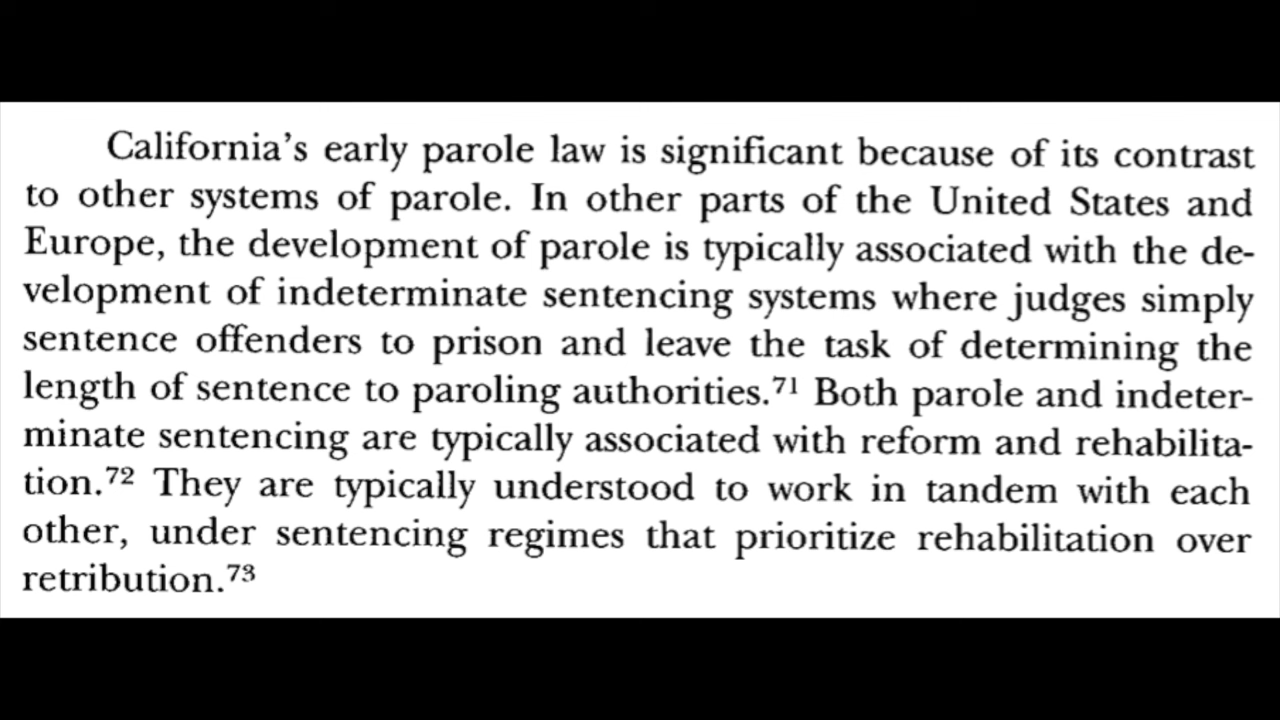 California's early parole law is significant because of its contrast
to other systems of parole. In other parts of the United States and
Europe, the development of parole is typically associated with the de-
velopment of indeterminate sentencing systems where judges simply
sentence offenders to prison and leave the task of determining the
length of sentence to paroling authorities.⁷¹ Both parole and indeter-
minate sentencing are typically associated with reform and rehabilita-
tion.⁷² They are typically understood to work in tandem with each
other, under sentencing regimes that prioritize rehabilitation over
retribution.⁷³